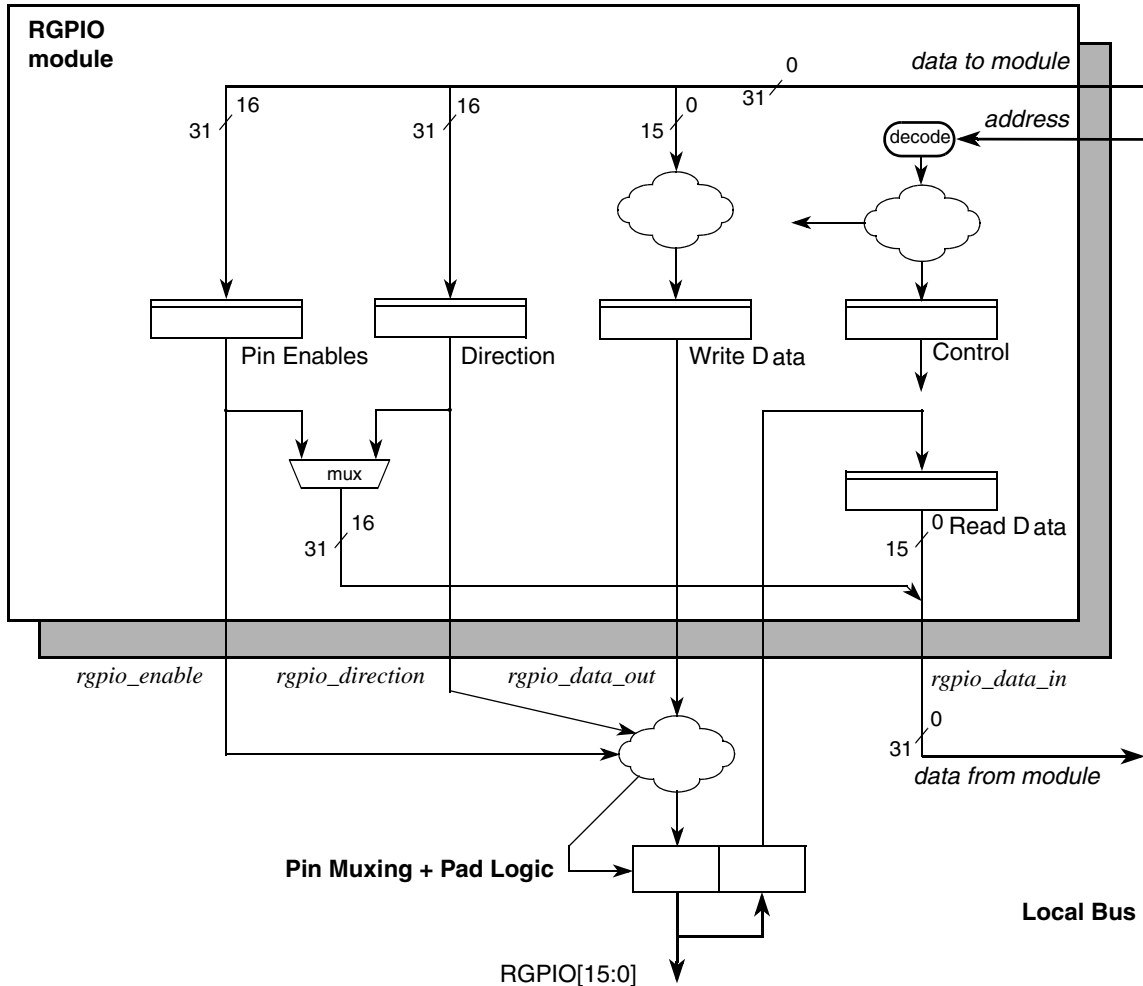 RGPIO
module
data to module
0
31
16
31
16
31
0
15
address
decode
Pin Enables
Direction
Write Data
Control
mux
16
31
0
15
Read Data
rgpio_enable
rgpio_direction
rgpio_data_out
rgpio_data_in
0
31
data from module
Pin Muxing + Pad Logic
Local Bus
RGPIO[15:0]